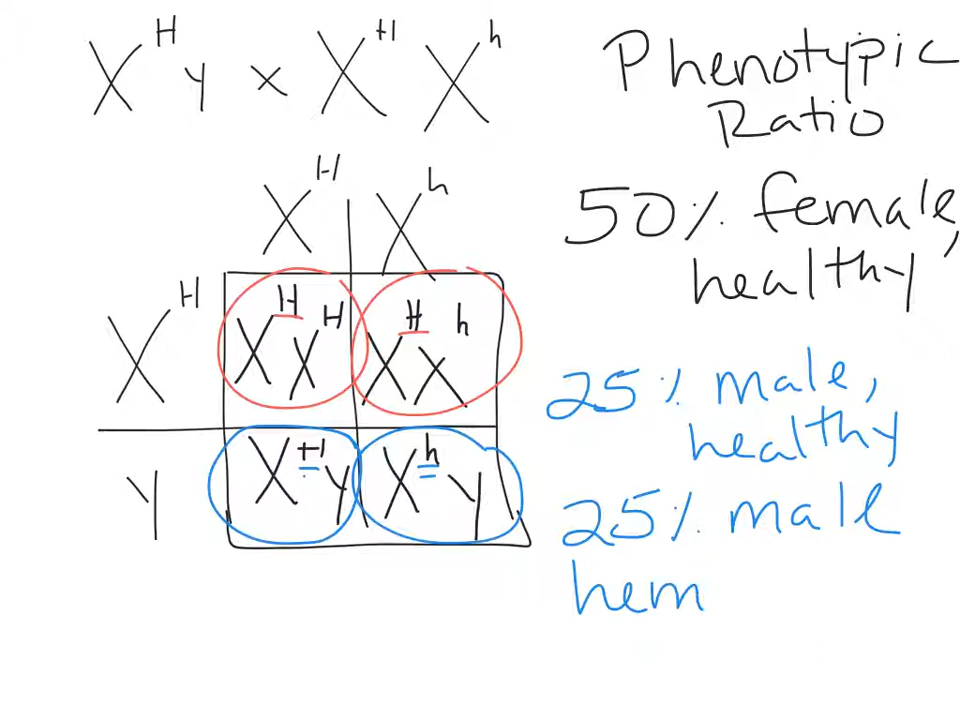 X^H Y x X^H X^h
Phenotypic
Ratio
X^H X^h
50% female,
healthy
X^H X^H X^H X^H X^h
25% male,
healthy
Y X^H Y X^h Y
25% male
hem